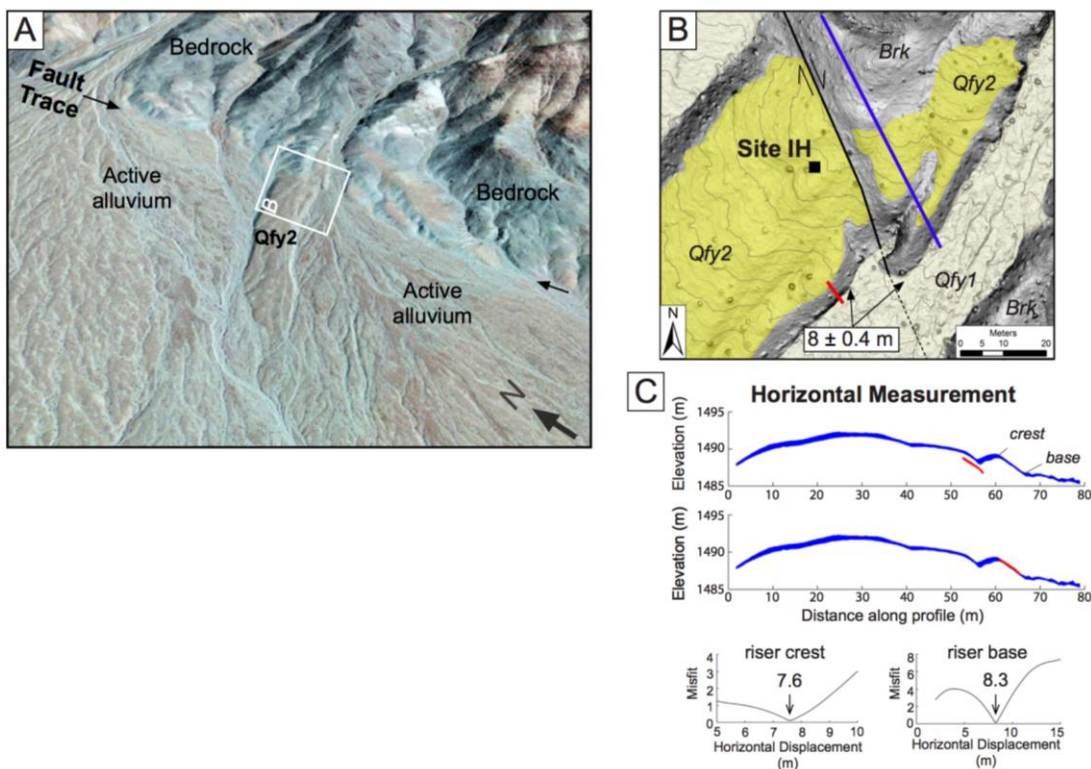 A
Bedrock
Fault
Trace
Active
alluvium
B
Qfy2
Bedrock
Active
alluvium
N
B
Brk
Qfy2
Site IH
Qfy2
Qfy1
Brk
8 ± 0.4 m
N
Meters
0 5 10 20
C
Horizontal Measurement
Elevation (m)
1495
1490
1485
crest
base
0 10 20 30 40 50 60 70 80
Elevation (m)
1495
1490
1485
0 10 20 30 40 50 60 70 80
Distance along profile (m)
riser crest
7.6
Misfit
4
3
2
1
0
5 6 7 8 9 10
Horizontal Displacement
(m)
riser base
8.3
Misfit
8
6
4
2
0
0 5 10 15
Horizontal Displacement
(m)